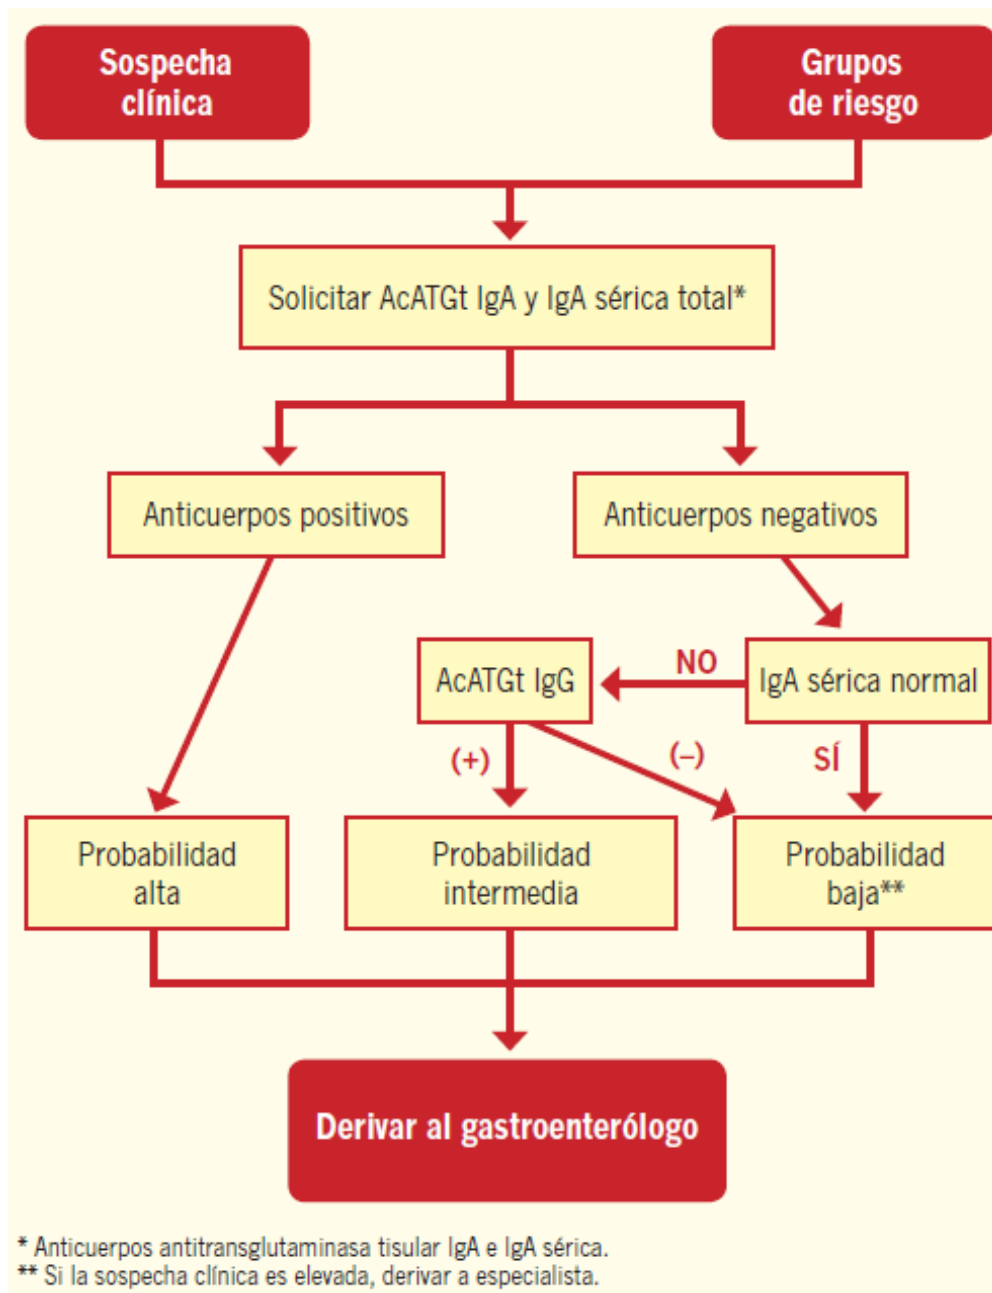 Sospecha
clínica
Grupos
de riesgo
Solicitar AcATGt IgA y IgA sérica total*
Anticuerpos positivos
Anticuerpos negativos
AcATGt IgG
NO
IgA sérica normal
(+)
(–)
SÍ
Probabilidad
alta
Probabilidad
intermedia
Probabilidad
baja**
Derivar al gastroenterólogo
* Anticuerpos antitransglutaminasa tisular IgA e IgA sérica.
** Si la sospecha clínica es elevada, derivar a especialista.